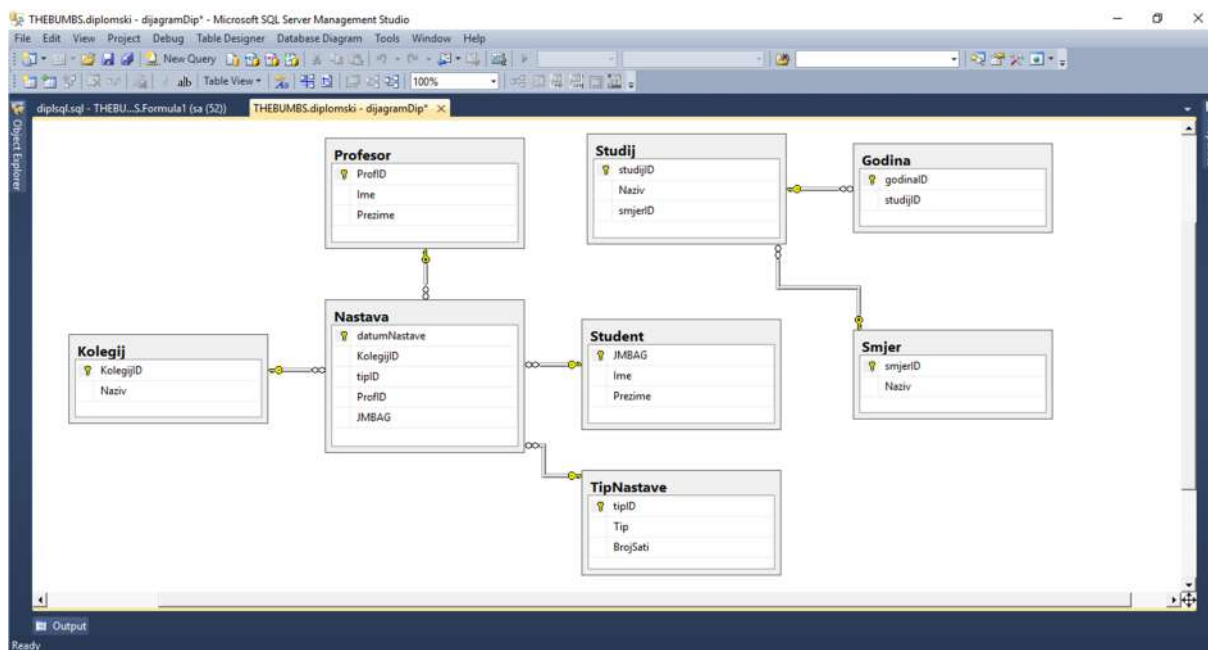 THEBUMBS.diplomski - dijagramDip* - Microsoft SQL Server Management Studio
File Edit View Project Debug Table Designer Database Diagram Tools Window Help
New Query
alb Table View 100%
diplsql.sql - THEBU...S.Formula1 (sa (52)) THEBUMBS.diplomski - dijagramDip*
Object Explorer
Profesor
ProfID
Ime
Prezime
Studij
studijID
Naziv
smjerID
Godina
godinaID
studijID
Nastava
datumNastave
KolegijID
tipID
ProfID
JMBAG
Kolegij
KolegijID
Naziv
Student
JMBAG
Ime
Prezime
Smjer
smjerID
Naziv
TipNastave
tipID
Tip
BrojSati
Output
Ready